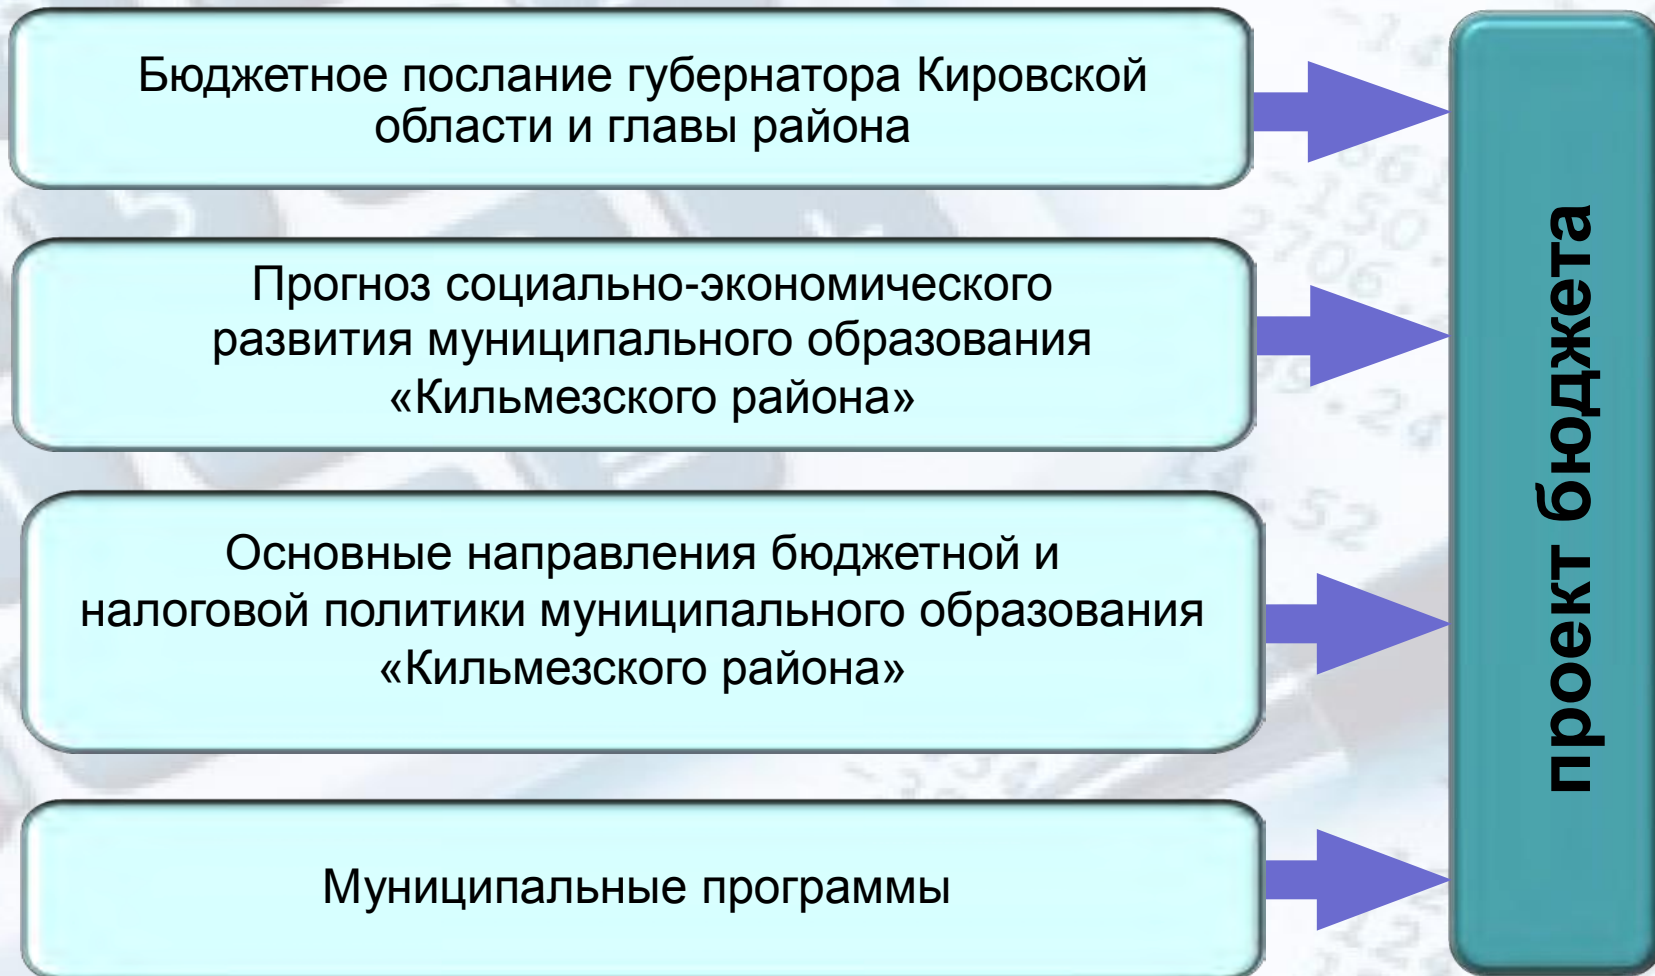 Бюджетное послание губернатора Кировской
области и главы района
Прогноз социально-экономического
развития муниципального образования
«Кильмезского района»
Основные направления бюджетной и
налоговой политики муниципального образования
«Кильмезского района»
Муниципальные программы
проект бюджета